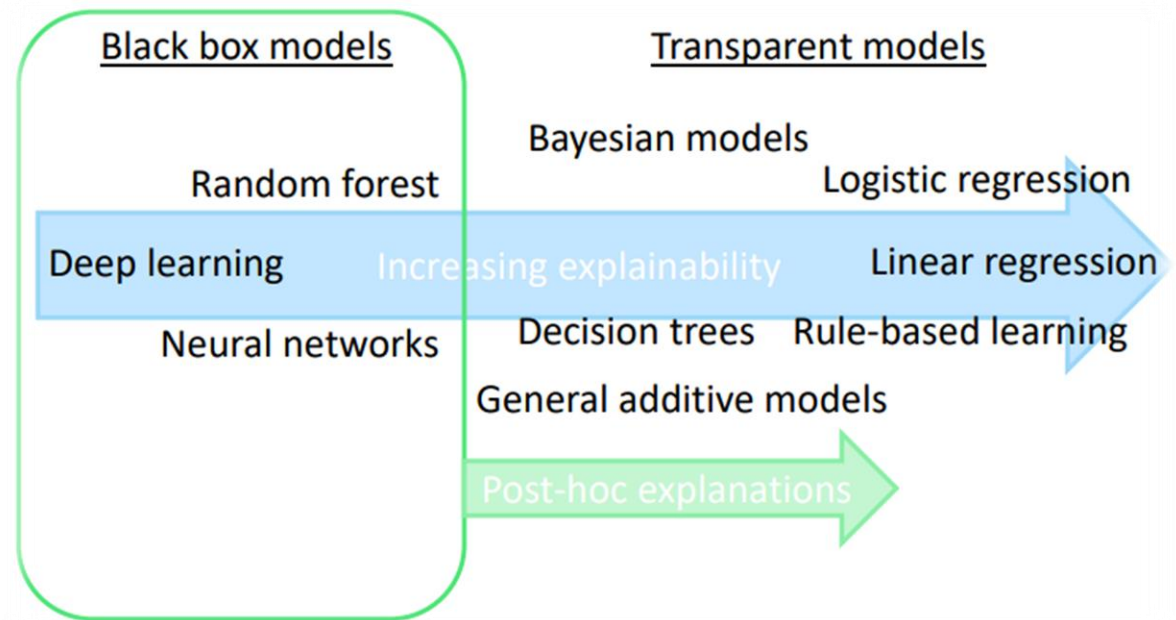 Black box models
Transparent models
Bayesian models
Random forest
Logistic regression
Deep learning
Increasing explainability
Linear regression
Neural networks
Decision trees
Rule-based learning
General additive models
Post-hoc explanations